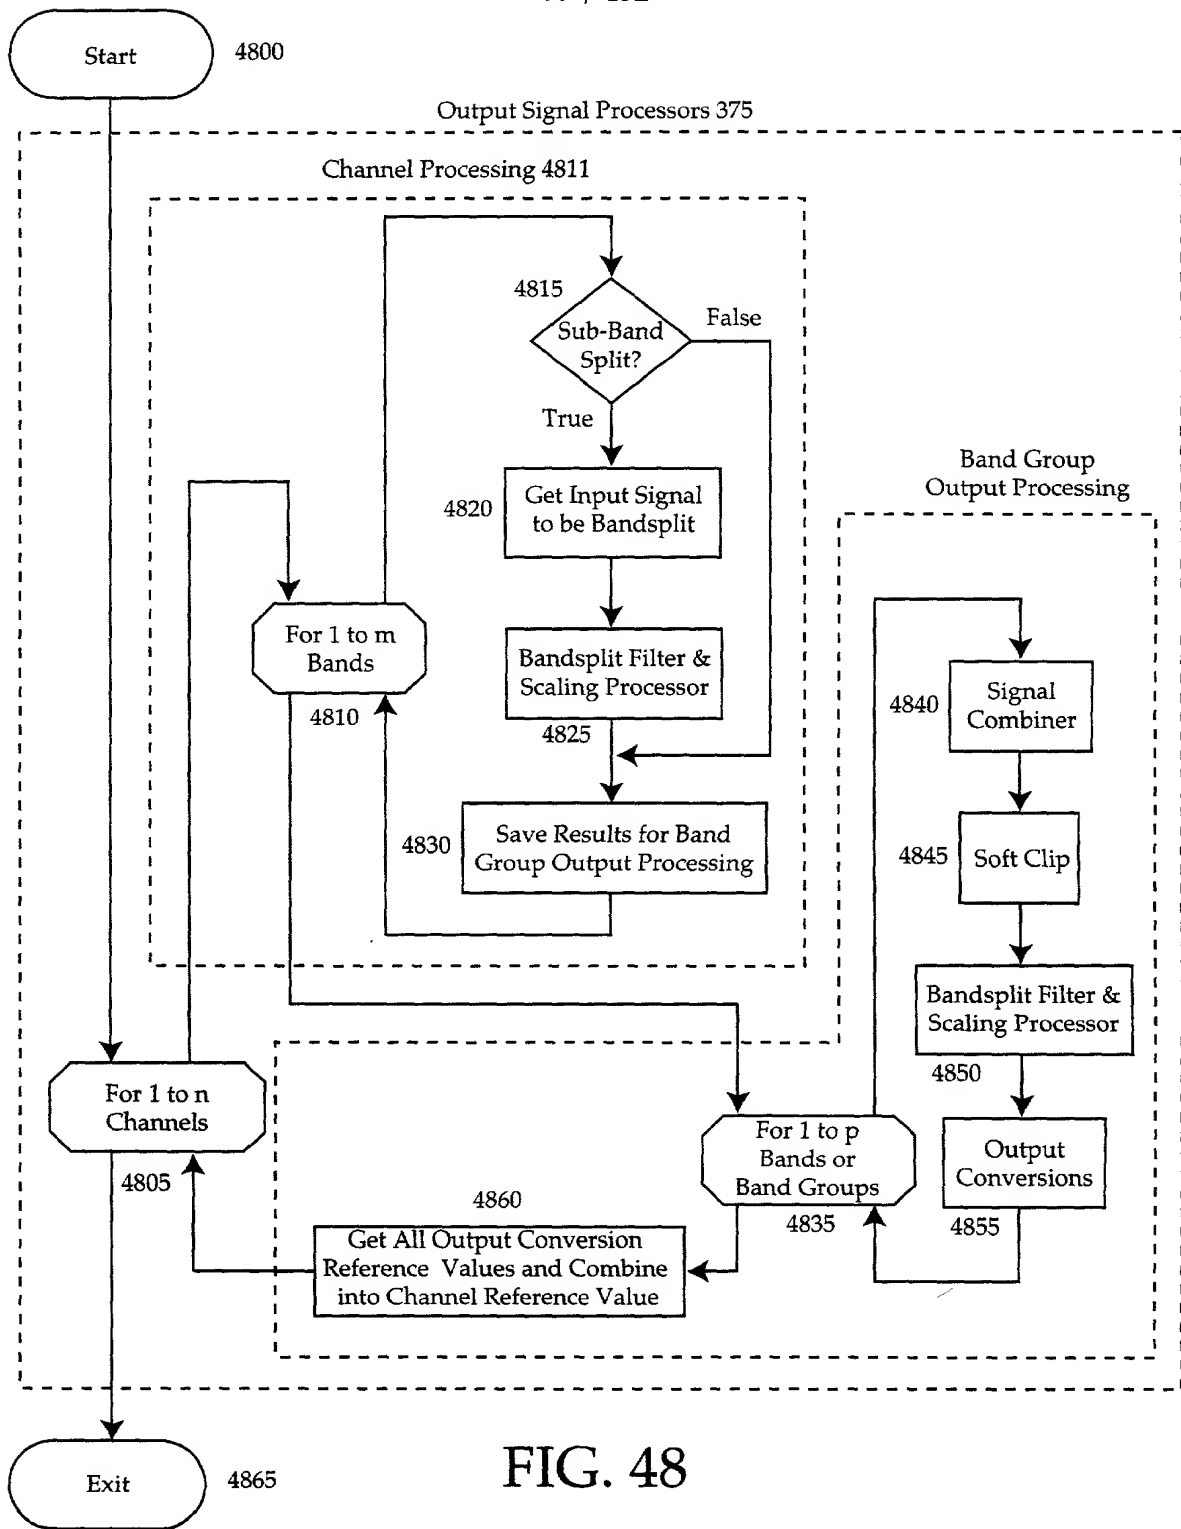 Start
4800
Output Signal Processors 375
Channel Processing 4811
4815
Sub-Band
Split?
False
True
4820
Get Input Signal
to be Bandsplit
Bandsplit Filter &
Scaling Processor
4825
For 1 to m
Bands
4810
4830
Save Results for Band
Group Output Processing
Band Group
Output Processing
4840
Signal
Combiner
4845
Soft Clip
Bandsplit Filter &
Scaling Processor
4850
Output
Conversions
4855
For 1 to p
Bands or
Band Groups
4835
For 1 to n
Channels
4805
4860
Get All Output Conversion
Reference Values and Combine
into Channel Reference Value
Exit
4865
FIG. 48